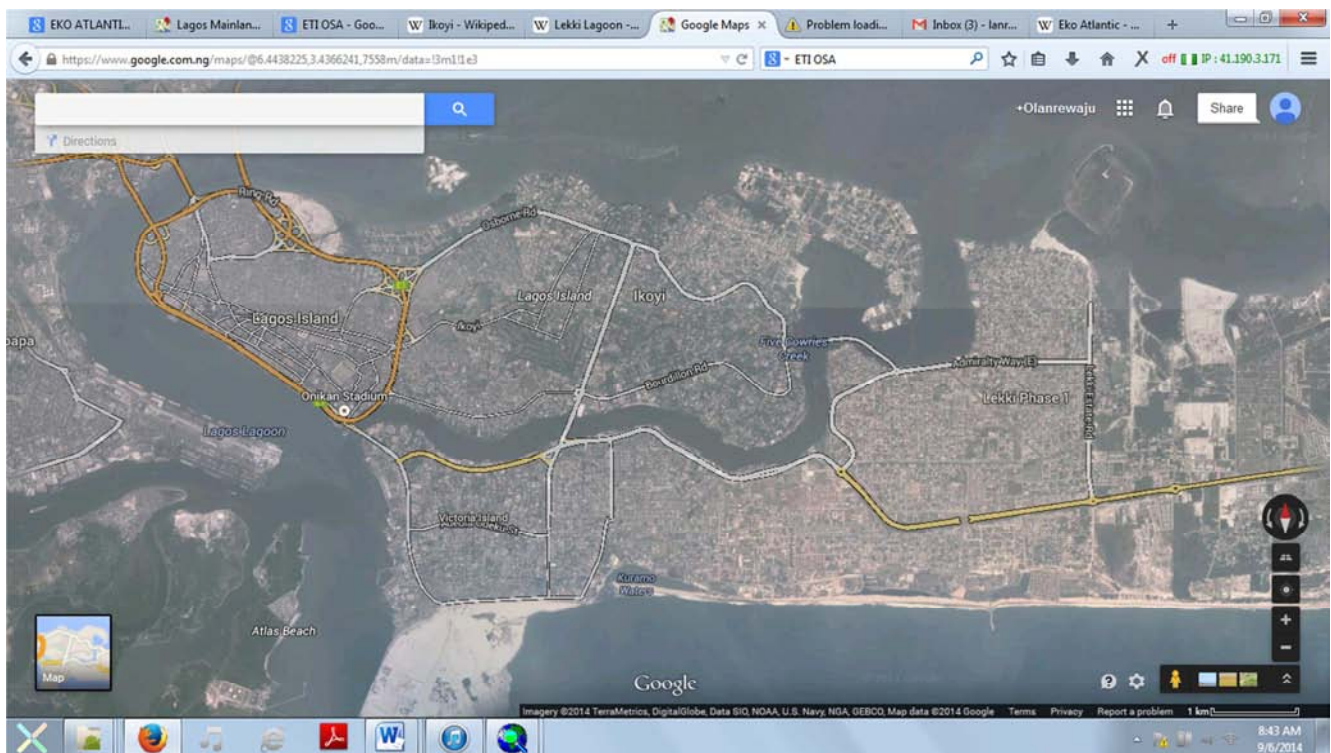 EKO ATLANTI... Lagos Mainlan... ETI OSA - Goo... Ikoyi - Wikiped... Lekki Lagoon -... Google Maps × Problem loadi... Inbox (3) - lanr... Eko Atlantic - ... +
https://www.google.com.ng/maps/@6.4438225,3.4366241,7558m/data=!3m1!1e3 ETI OSA off IP : 41.190.3.171
+Olanrewaju Share
Directions
Ring Rd
Osborne Rd
Lagos Island Ikoyi
Lagos Island
Ikoyi
apapa
Five Cowries
Creek
Admiralty Way (E)
Bourdillon Rd
Lekki Phase 1
Onikan Stadium
Lagos Lagoon
Victoria Island
Kuramo
Waters
Atlas Beach
Map
Google
Imagery ©2014 TerraMetrics, DigitalGlobe, Data SIO, NOAA, U.S. Navy, NGA, GEBCO, Map data ©2014 Google Terms Privacy Report a problem 1 km
W
8:43 AM
9/6/2014